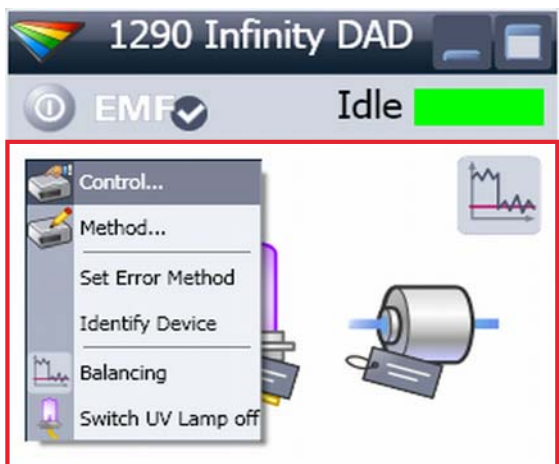 1290 Infinity DAD
EMF
Idle
Control...
Method...
Set Error Method
Identify Device
Balancing
Switch UV Lamp off